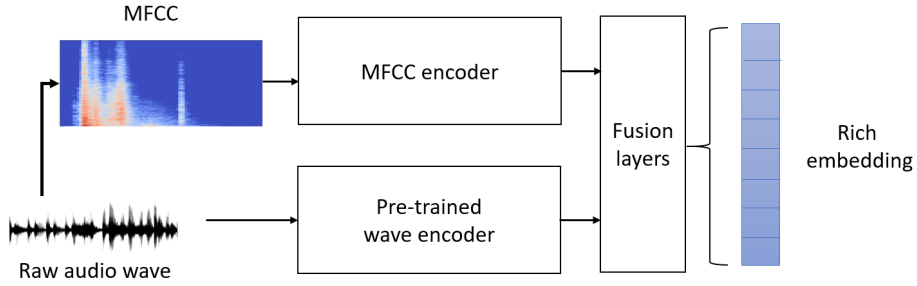 MFCC
MFCC encoder
Fusion
layers
Rich
embedding
Pre-trained
wave encoder
Raw audio wave